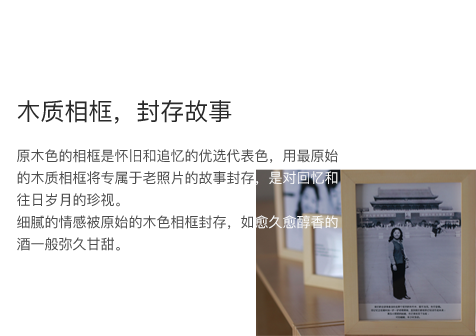 木质相框，封存故事
原木色的相框是怀旧和追忆的优选代表色，用最原始
的木质相框将专属于老照片的故事封存，是对回忆和
往日岁月的珍视。
细腻的情感被原始的木色相框封存，如愈久愈醇香的
酒一般弥久甘甜。